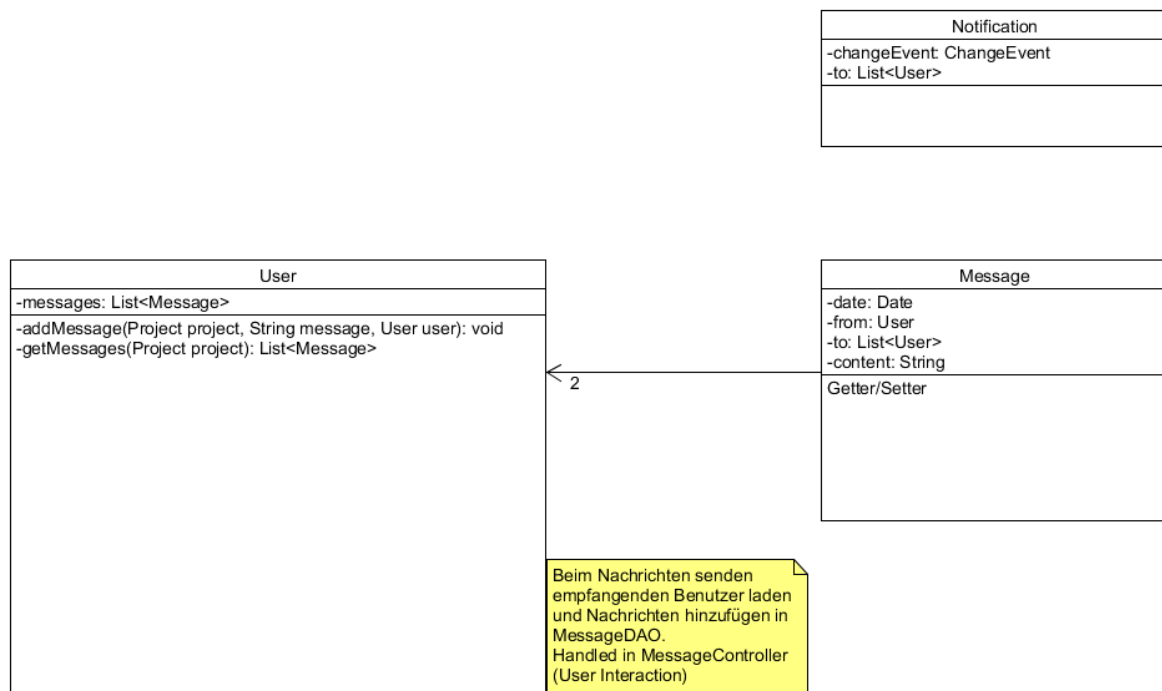 Notification
-changeEvent: ChangeEvent
-to: List<User>
User
-messages: List<Message>
-addMessage(Project project, String message, User user): void
-getMessages(Project project): List<Message>
2
Message
-date: Date
-from: User
-to: List<User>
-content: String
Getter/Setter
Beim Nachrichten senden
empfangenden Benutzer laden
und Nachrichten hinzufügen in
MessageDAO.
Handled in MessageController
(User Interaction)